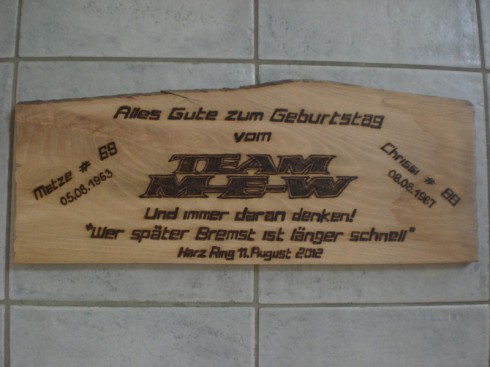 Alles Gute zum Geburtstag
vom
Metze # 69
05.08.1963
TEAM
M-E-W
Chrissi # 88
08.08.1967
Und immer daran denken!
"Wer später Bremst ist länger schnell"
Harz Ring 11. August 2012